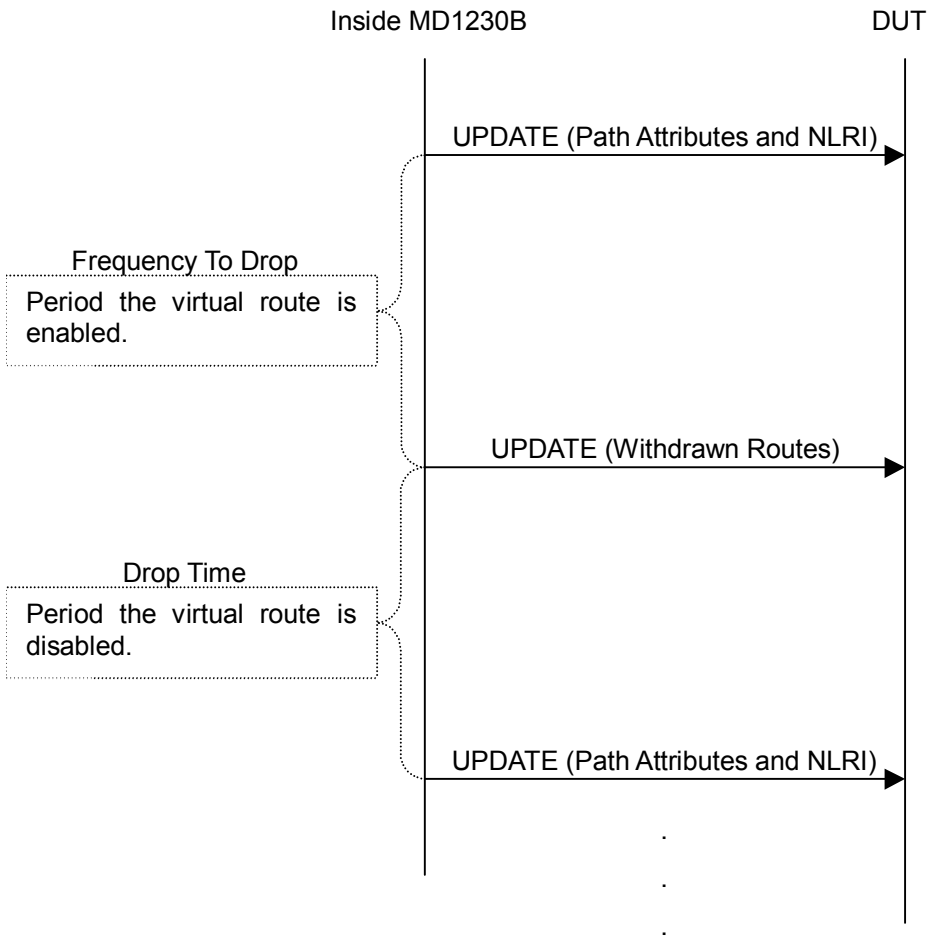 Inside MD1230B
DUT
UPDATE (Path Attributes and NLRI)
Frequency To Drop
Period the virtual route is
enabled.
UPDATE (Withdrawn Routes)
Drop Time
Period the virtual route is
disabled.
UPDATE (Path Attributes and NLRI)
.
.
.